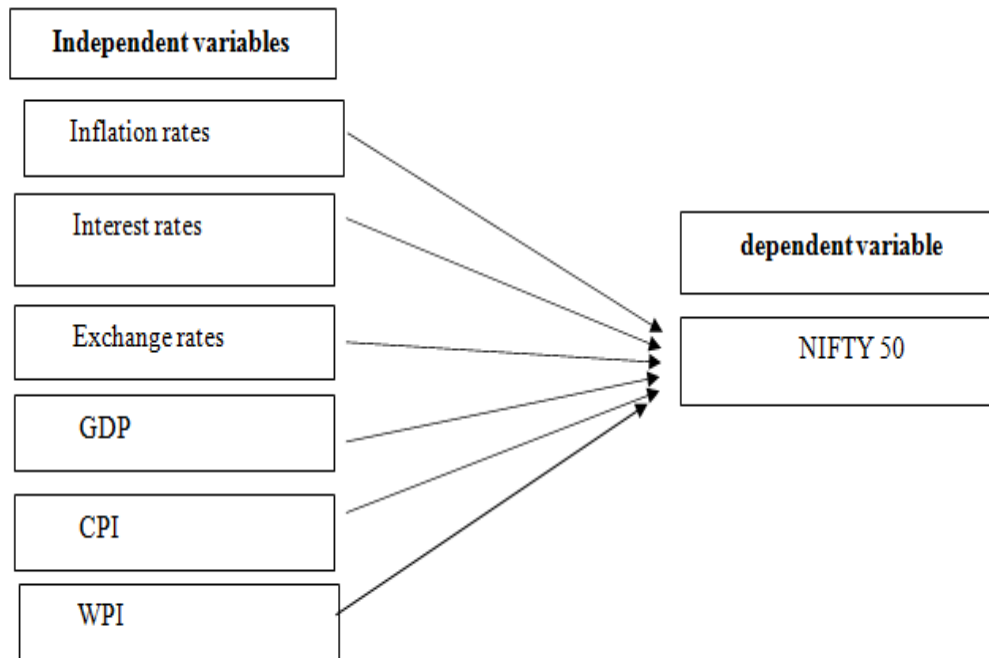 Independent variables
Inflation rates
Interest rates
Exchange rates
GDP
CPI
WPI
dependent variable
NIFTY 50